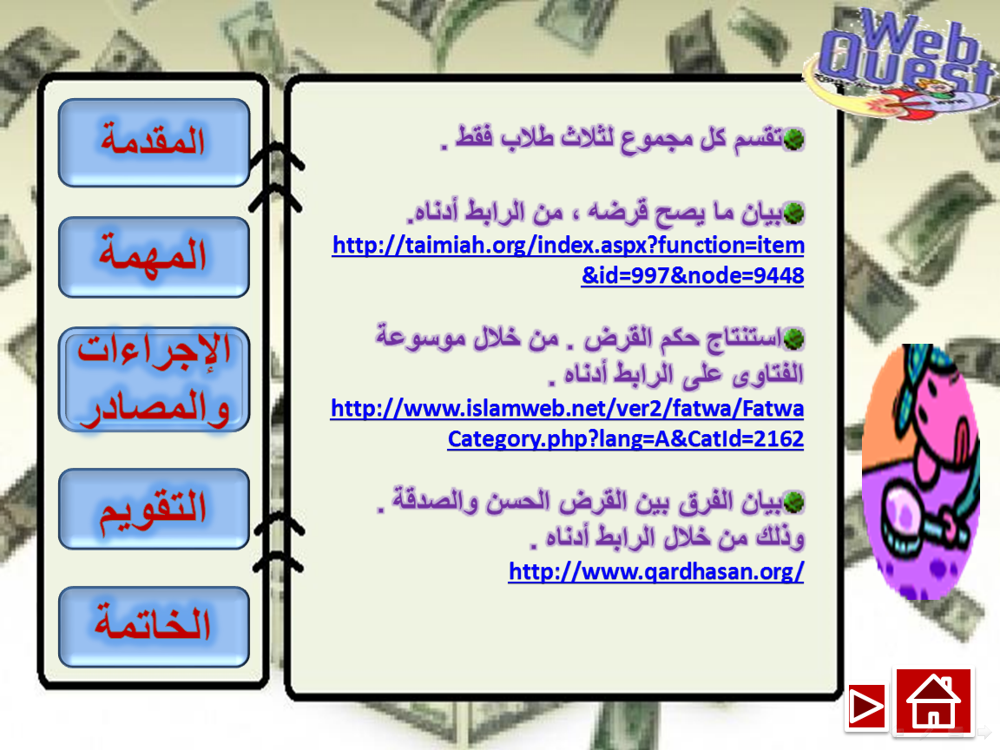 Web
Quest
المقدمة
المهمة
الإجراءات
والمصادر
التقويم
الخاتمة
تقسم كل مجموع لثلاث طلاب فقط .
بيان ما يصح قرضه ، من الرابط أدناه.
http://taimiah.org/index.aspx?function=item
&id=997&node=9448
استنتاج حكم القرض . من خلال موسوعة
الفتاوى على الرابط أدناه .
http://www.islamweb.net/ver2/fatwa/Fatwa
Category.php?lang=A&CatId=2162
بيان الفرق بين القرض الحسن والصدقة .
وذلك من خلال الرابط أدناه .
http://www.qardhasan.org/